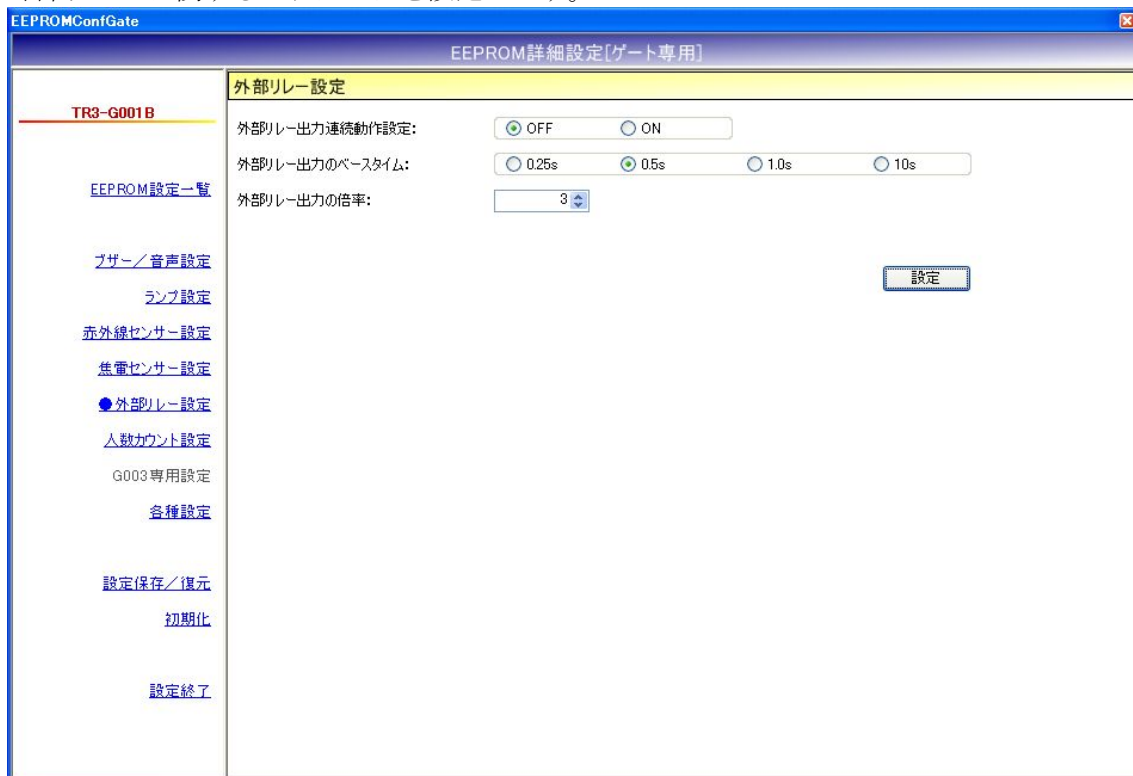 EEPROMConfGate
EEPROM詳細設定[ゲート専用]
TR3-G001B
EEPROM設定一覧
ブザー／音声設定
ランプ設定
赤外線センサー設定
焦電センサー設定
●外部リレー設定
人数カウント設定
G003専用設定
各種設定
設定保存／復元
初期化
設定終了
外部リレー設定
外部リレー出力連続動作設定: OFF ON
外部リレー出力のベースタイム: 0.25s 0.5s 1.0s 10s
外部リレー出力の倍率: 3
設定